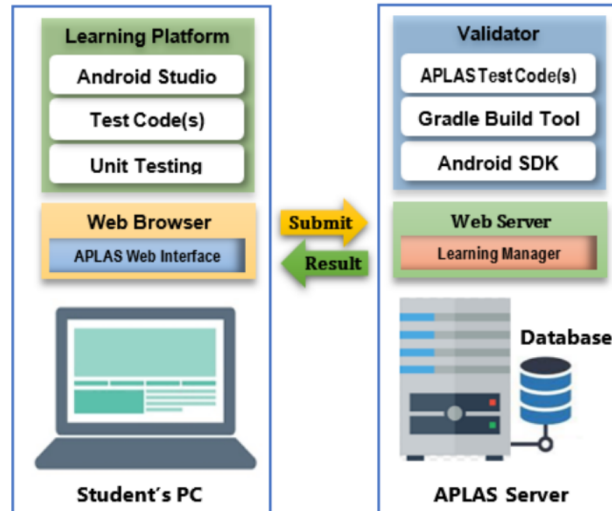 Learning Platform
Android Studio
Test Code(s)
Unit Testing
Web Browser
APLAS Web Interface
Student's PC
Submit
Result
Validator
APLAS Test Code(s)
Gradle Build Tool
Android SDK
Web Server
Learning Manager
Database
APLAS Server